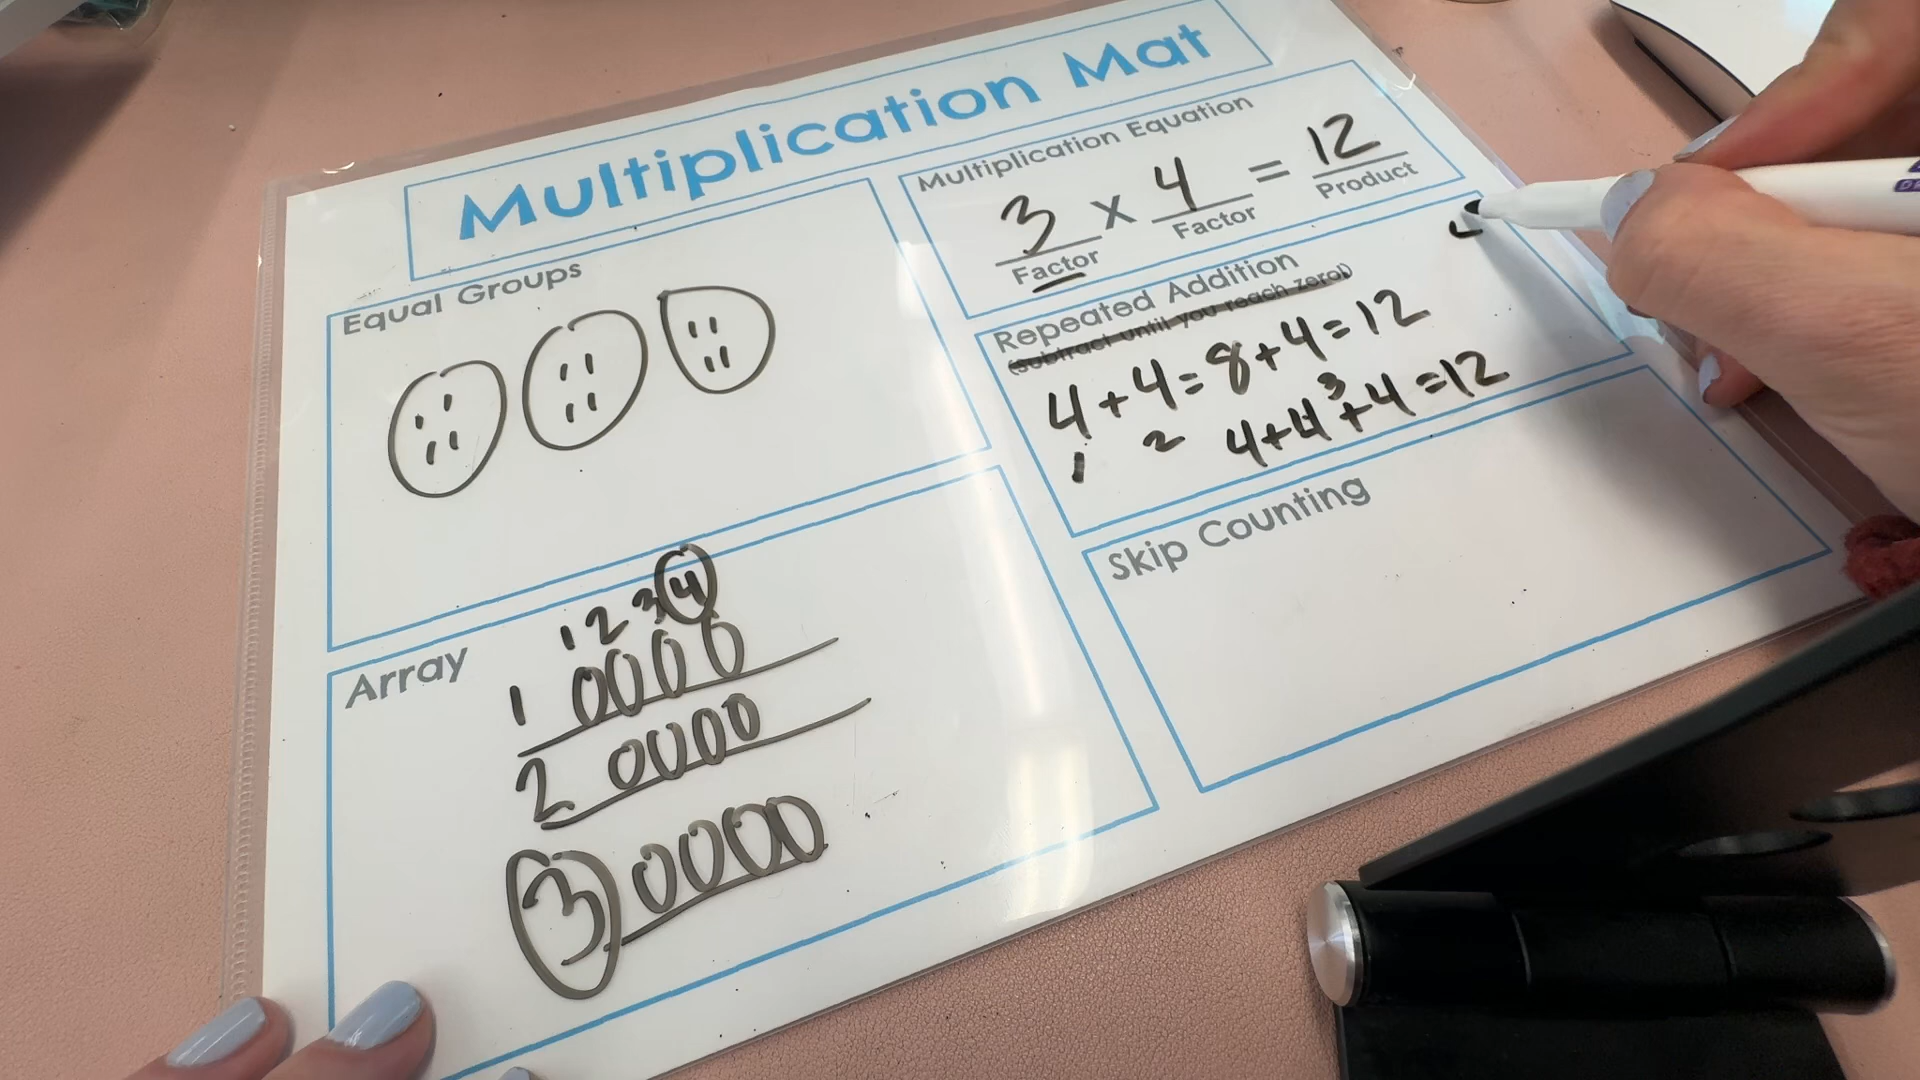 Multiplication Mat
Multiplication Equation
3 x 4 = 12
Factor Factor Product
Equal Groups
Repeated Addition
(Subtract until you reach zero!)
4+4=8+4=12
1 2 3
4+4+4=12
Array
1 2 3 4
1 0000
2 0000
3 0000
Skip Counting